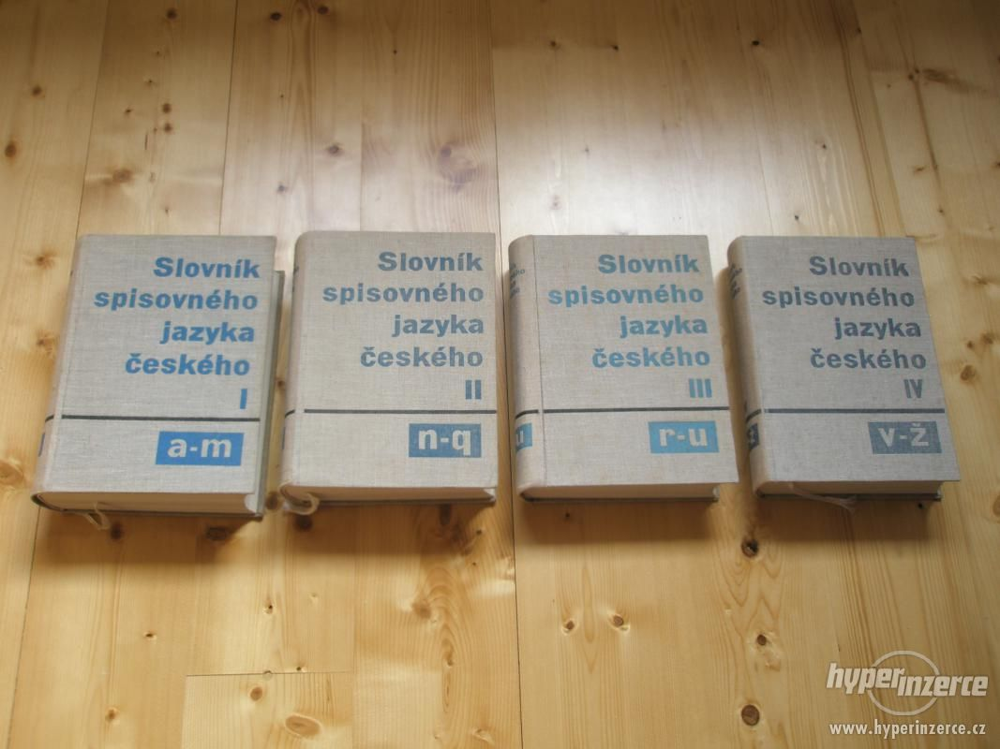 Slovník
spisovného
jazyka
českého
I
a-m
Slovník
spisovného
jazyka
českého
II
n-q
Slovník
spisovného
jazyka
českého
III
r-u
Slovník
spisovného
jazyka
českého
IV
v-ž
hyperinzerce
www.hyperinzerce.cz